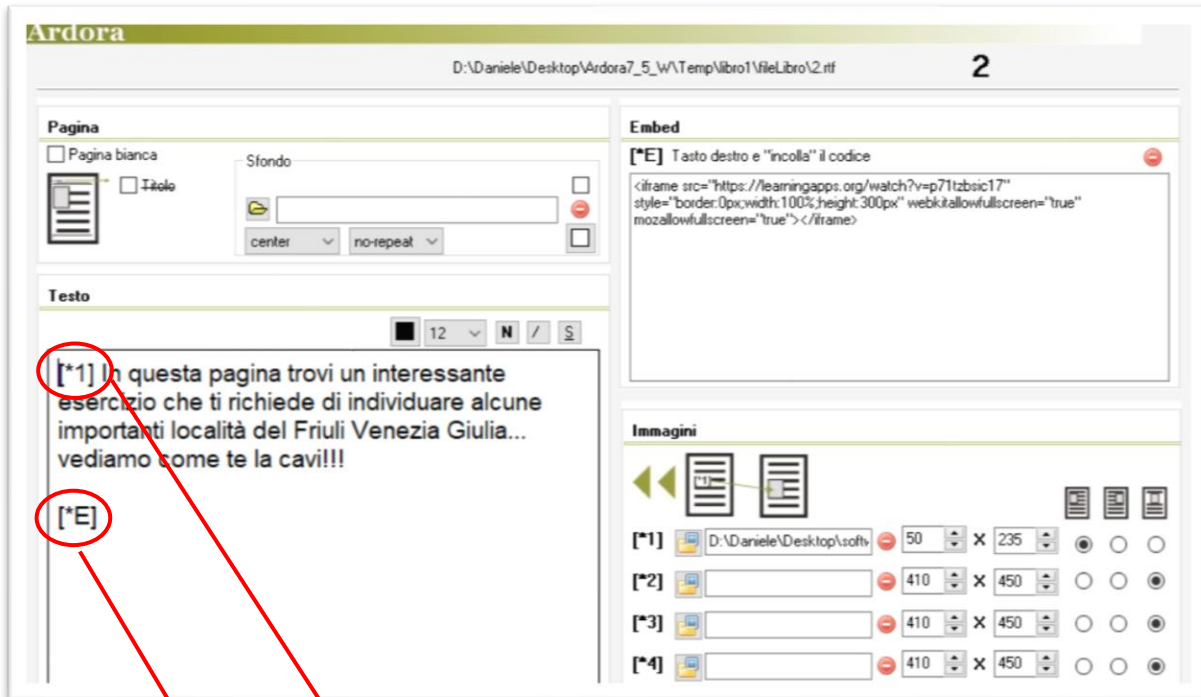 Ardora
D:\Daniele\Desktop\Ardora7_5_W\Temp\libro1\fileLibro\2.rtf
2
Pagina
Pagina bianca
Titolo
Sfondo
center
no-repeat
Testo
12 N / S
[*1] In questa pagina trovi un interessante
esercizio che ti richiede di individuare alcune
importanti località del Friuli Venezia Giulia...
vediamo come te la cavi!!!
[*E]
Embed
[*E] Tasto destro e "incolla" il codice
<iframe src="https://learningapps.org/watch?v=p71tzbsic17"
style="border:0px;width:100%;height:300px" webkitallowfullscreen="true"
mozallowfullscreen="true"></iframe>
Immagini
[*1]
[*1] D:\Daniele\Desktop\softw 50 X 235
[*2] 410 X 450
[*3] 410 X 450
[*4] 410 X 450